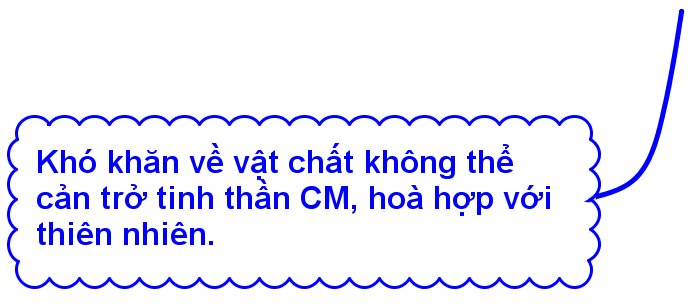 Khó khăn về vật chất không thể
cản trở tinh thần CM, hoà hợp với
thiên nhiên.